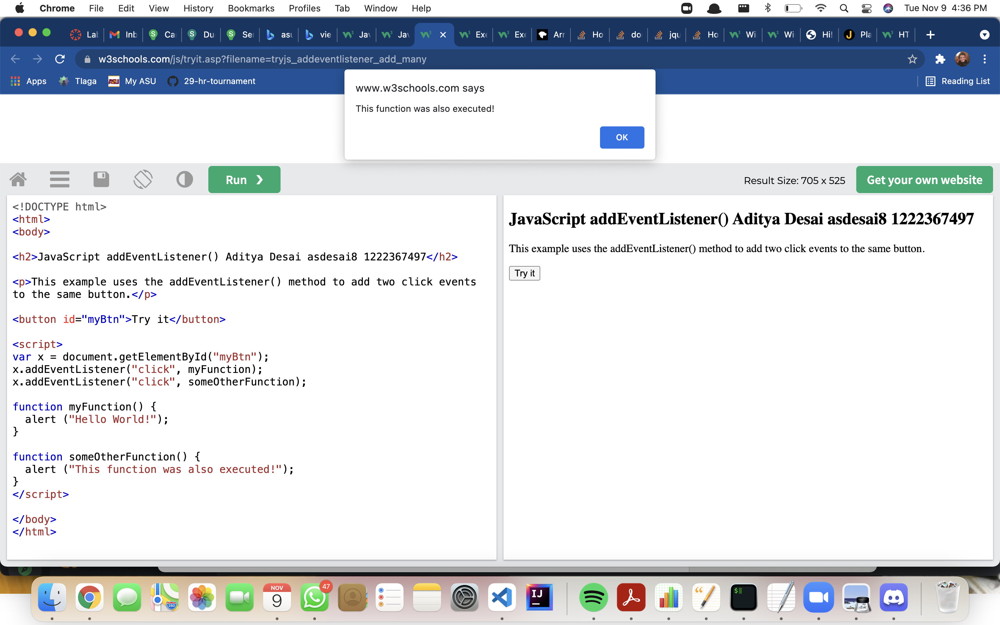 Chrome File Edit View History Bookmarks Profiles Tab Window Help Tue Nov 9 4:36 PM
Lab Inb Ca Du Se asu vie Jav Jav Exe Exe Arr Ho do jqu Ho Wi Wi Hi! Pla HT
w3schools.com/js/tryit.asp?filename=tryjs_addeventlistener_add_many
Apps Tlaga ASU My ASU 29-hr-tournament Reading List
www.w3schools.com says
This function was also executed!
OK
Run ❯ Result Size: 705 x 525 Get your own website
<!DOCTYPE html>
<html>
<body>
<h2>JavaScript addEventListener() Aditya Desai asdesai8 1222367497</h2>
<p>This example uses the addEventListener() method to add two click events
to the same button.</p>
<button id="myBtn">Try it</button>
<script>
var x = document.getElementById("myBtn");
x.addEventListener("click", myFunction);
x.addEventListener("click", someOtherFunction);
function myFunction() {
alert ("Hello World!");
}
function someOtherFunction() {
alert ("This function was also executed!");
}
</script>
</body>
</html>
JavaScript addEventListener() Aditya Desai asdesai8 1222367497
This example uses the addEventListener() method to add two click events to the same button.
Try it
280 NOV 9 47 IJ $